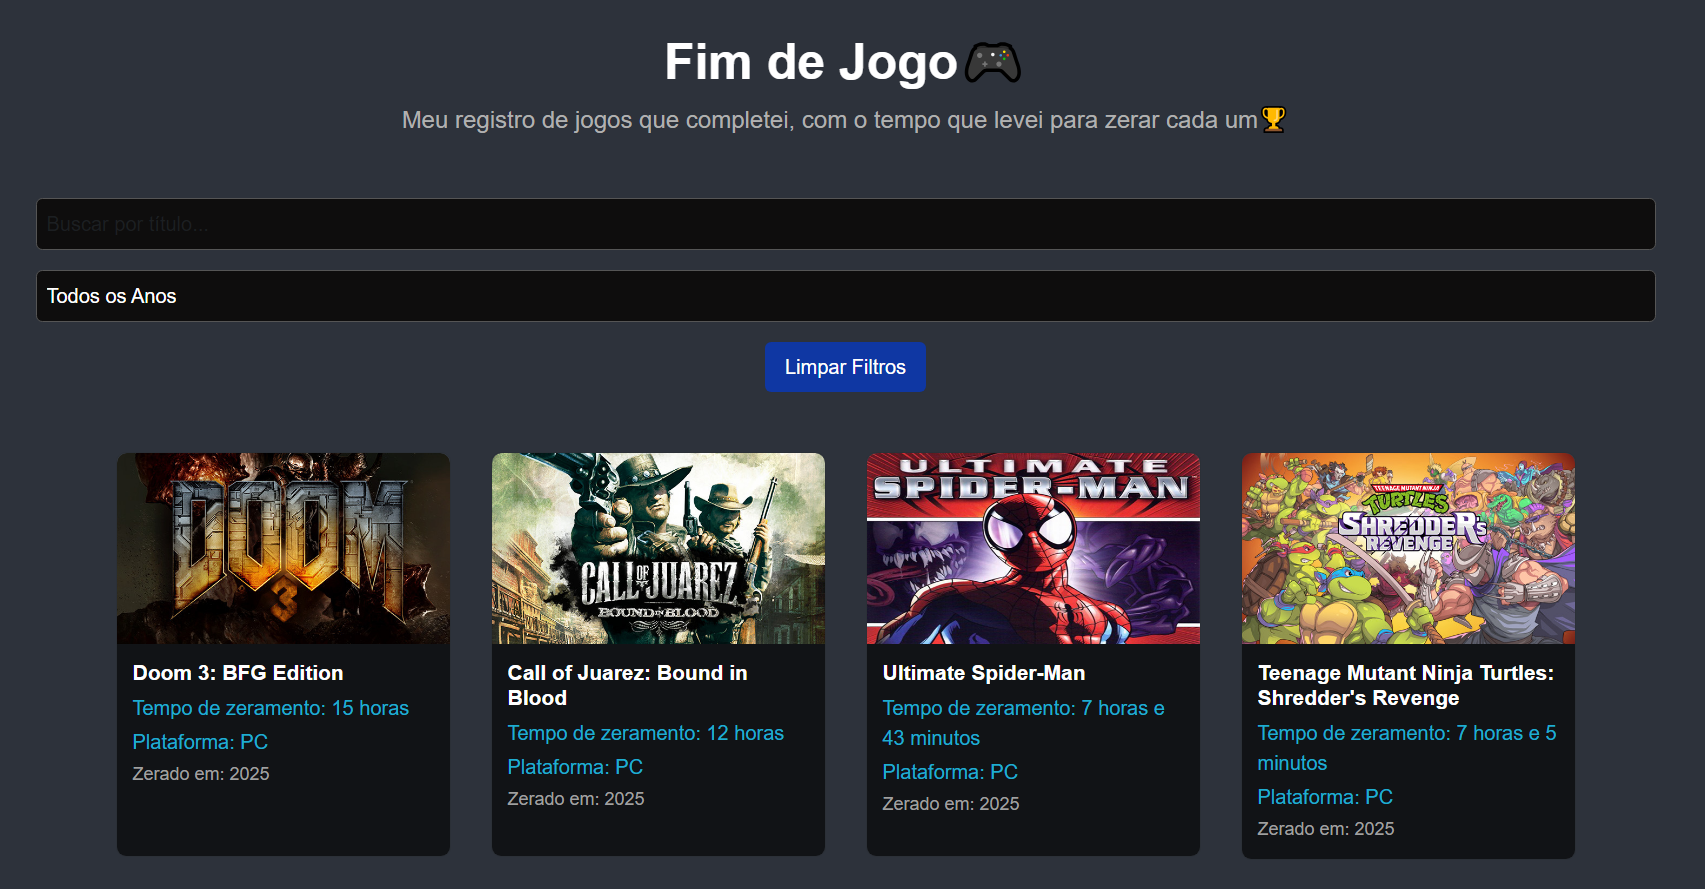 Fim de Jogo🎮
Meu registro de jogos que completei, com o tempo que levei para zerar cada um🏆
Buscar por título...
Todos os Anos
Limpar Filtros
DOOM
3
Doom 3: BFG Edition
Tempo de zeramento: 15 horas
Plataforma: PC
Zerado em: 2025
CALL OF JUAREZ
BOUND IN BLOOD
Call of Juarez: Bound in
Blood
Tempo de zeramento: 12 horas
Plataforma: PC
Zerado em: 2025
ULTIMATE
SPIDER-MAN
Ultimate Spider-Man
Tempo de zeramento: 7 horas e
43 minutos
Plataforma: PC
Zerado em: 2025
TEENAGE MUTANT NINJA
TURTLES
SHREDDER'S
REVENGE
Teenage Mutant Ninja Turtles:
Shredder's Revenge
Tempo de zeramento: 7 horas e 5
minutos
Plataforma: PC
Zerado em: 2025